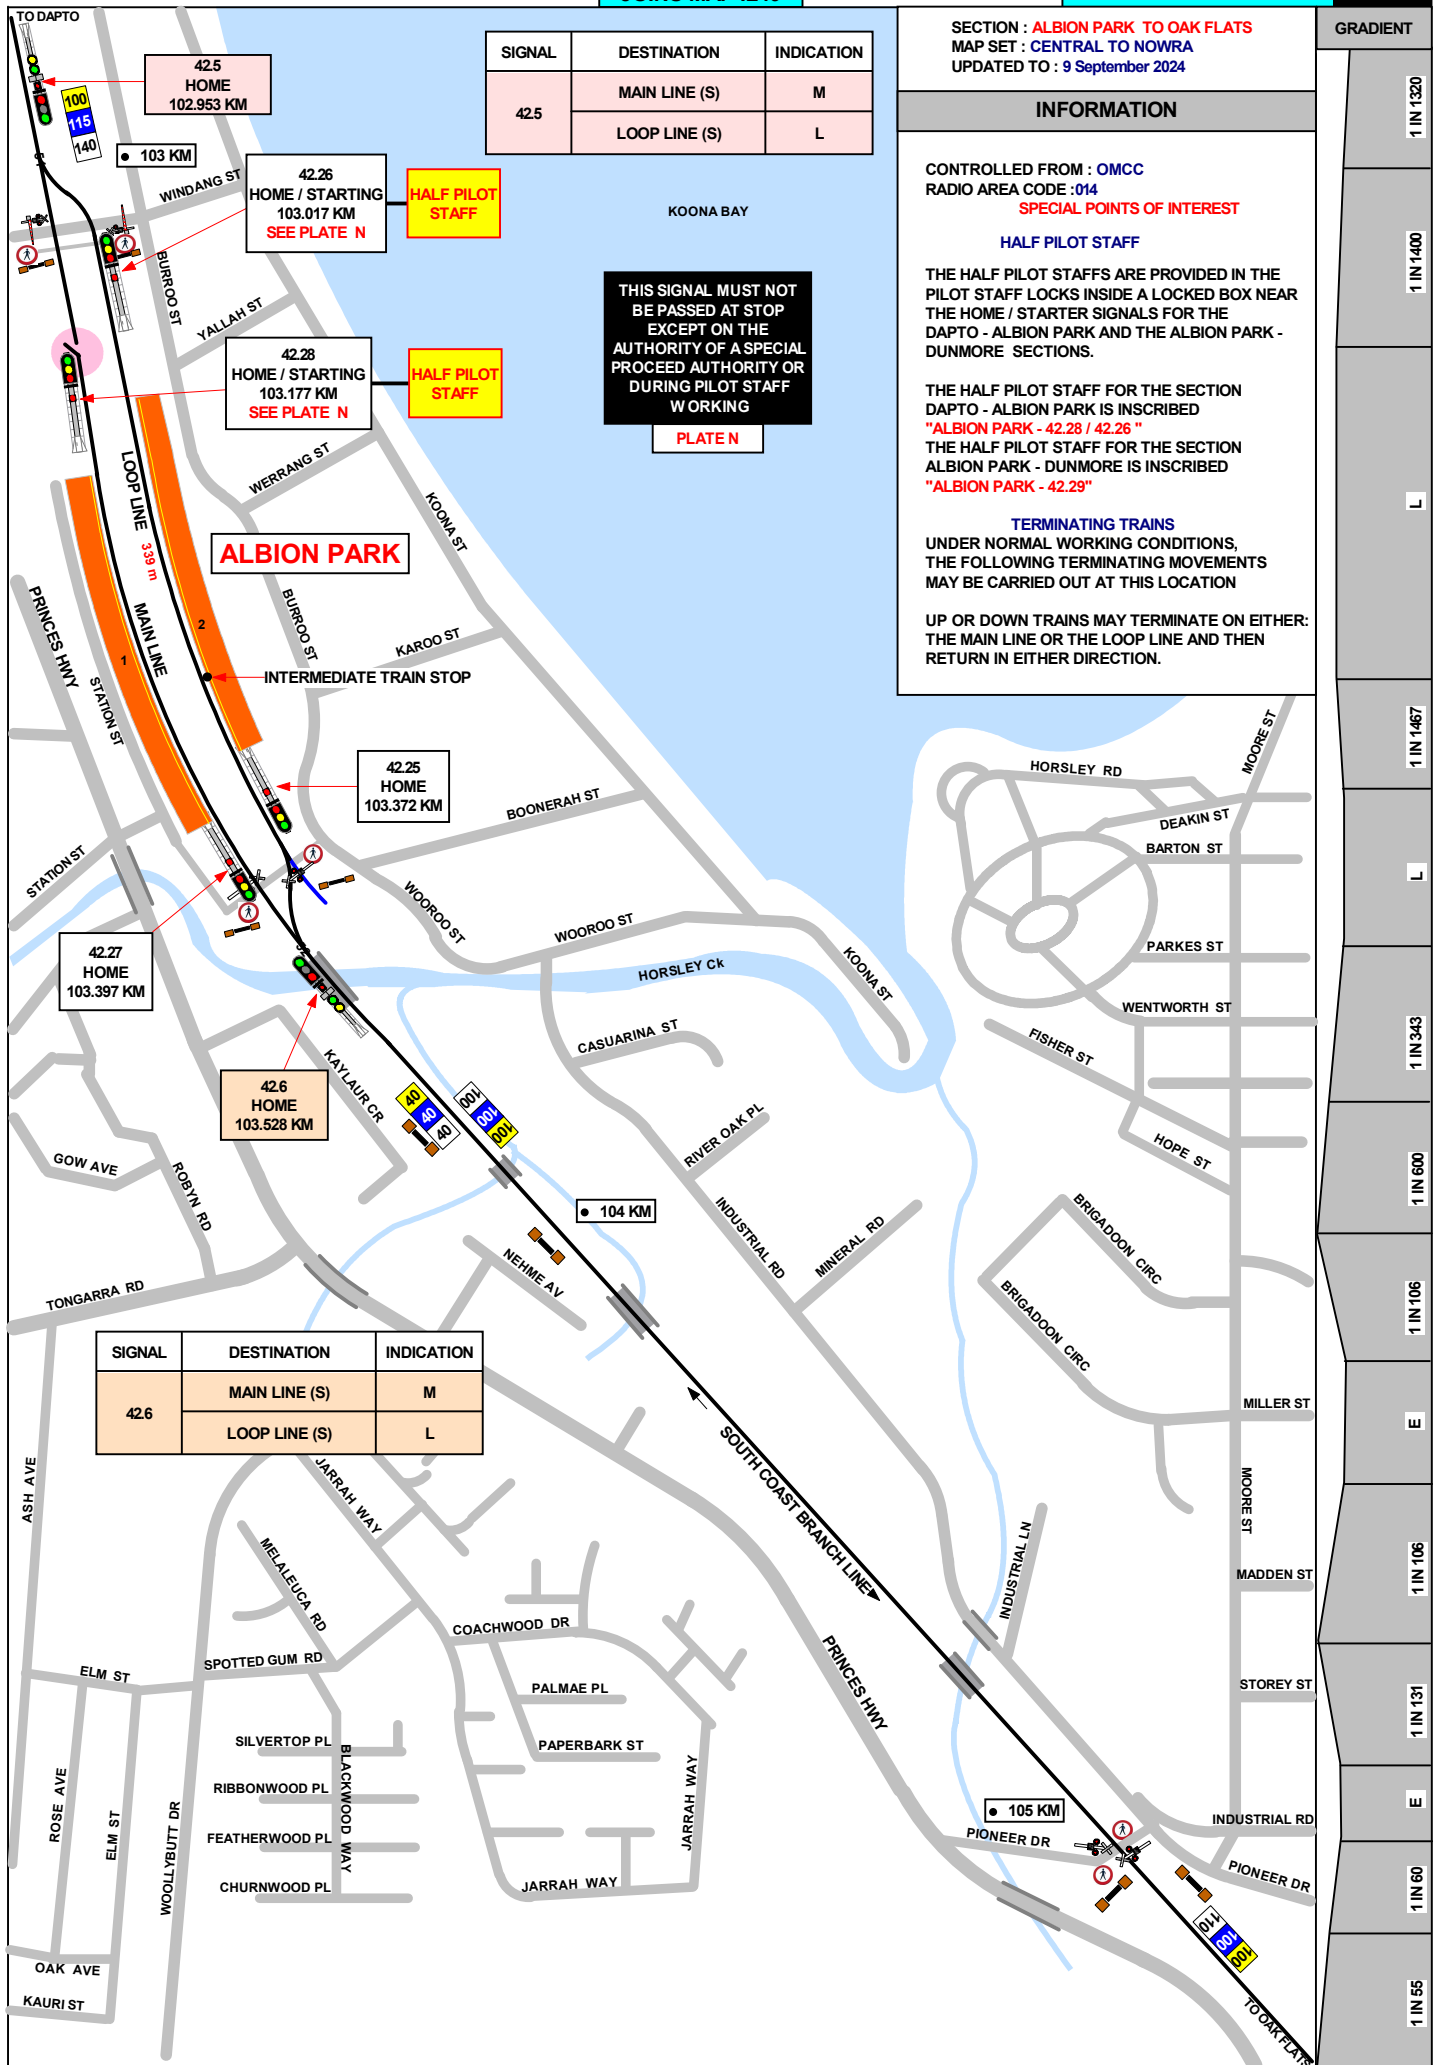 TO DAPTO
42.5
HOME
102.953 KM
100
115
140
103 KM
51
WINDANG ST
42.26
HOME / STARTING
103.017 KM
SEE PLATE N
HALF PILOT
STAFF
SIGNAL DESTINATION INDICATION
42.5
MAIN LINE (S) M
LOOP LINE (S) L
KOONA BAY
THIS SIGNAL MUST NOT
BE PASSED AT STOP
EXCEPT ON THE
AUTHORITY OF A SPECIAL
PROCEED AUTHORITY OR
DURING PILOT STAFF
WORKING
PLATE N
SECTION : ALBION PARK TO OAK FLATS
MAP SET : CENTRAL TO NOWRA
UPDATED TO : 9 September 2024
INFORMATION
CONTROLLED FROM : OMCC
RADIO AREA CODE :014
SPECIAL POINTS OF INTEREST
HALF PILOT STAFF
THE HALF PILOT STAFFS ARE PROVIDED IN THE
PILOT STAFF LOCKS INSIDE A LOCKED BOX NEAR
THE HOME / STARTER SIGNALS FOR THE
DAPTO - ALBION PARK AND THE ALBION PARK -
DUNMORE SECTIONS.
THE HALF PILOT STAFF FOR THE SECTION
DAPTO - ALBION PARK IS INSCRIBED
"ALBION PARK - 42.28 / 42.26 "
THE HALF PILOT STAFF FOR THE SECTION
ALBION PARK - DUNMORE IS INSCRIBED
"ALBION PARK - 42.29"
TERMINATING TRAINS
UNDER NORMAL WORKING CONDITIONS,
THE FOLLOWING TERMINATING MOVEMENTS
MAY BE CARRIED OUT AT THIS LOCATION
UP OR DOWN TRAINS MAY TERMINATE ON EITHER:
THE MAIN LINE OR THE LOOP LINE AND THEN
RETURN IN EITHER DIRECTION.
GRADIENT
1 IN 1320
1 IN 1400
L
1 IN 1467
L
1 IN 343
1 IN 600
1 IN 106
E
1 IN 106
1 IN 131
E
1 IN 60
1 IN 55
BURROO ST
YALLAH ST
42.28
HOME / STARTING
103.177 KM
SEE PLATE N
HALF PILOT
STAFF
WERRANG ST
KOONA ST
LOOP LINE
339 m
ALBION PARK
MAIN LINE
PRINCES HWY
STATION ST
1
2
BURROO ST
KAROO ST
INTERMEDIATE TRAIN STOP
42.25
HOME
103.372 KM
BOONERAH ST
STATION ST
WOOROO ST
WOOROO ST
KOONA ST
HORSLEY Ck
42.27
HOME
103.397 KM
42.6
HOME
103.528 KM
KAYLAUR CR
CASUARINA ST
40
40
40
100
100
100
RIVER OAK PL
104 KM
INDUSTRIAL RD
MINERAL RD
NEHME AV
GOW AVE
ROBYN RD
TONGARRA RD
HORSLEY RD
MOORE ST
DEAKIN ST
BARTON ST
PARKES ST
WENTWORTH ST
FISHER ST
HOPE ST
BRIGADOON CIRC
BRIGADOON CIRC
MILLER ST
MOORE ST
MADDEN ST
STOREY ST
SIGNAL DESTINATION INDICATION
42.6
MAIN LINE (S) M
LOOP LINE (S) L
SOUTH COAST BRANCH LINE
INDUSTRIAL LN
ASH AVE
JARRAH WAY
MELALEUCA RD
COACHWOOD DR
SPOTTED GUM RD
ELM ST
PALMAE PL
PAPERBARK ST
PRINCES HWY
SILVERTOP PL
RIBBONWOOD PL
FEATHERWOOD PL
CHURNWOOD PL
BLACKWOOD WAY
JARRAH WAY
JARRAH WAY
ROSE AVE
ELM ST
WOOLLYBUTT DR
OAK AVE
KAURI ST
105 KM
PIONEER DR
INDUSTRIAL RD
PIONEER DR
110
100
100
TO OAK FLATS